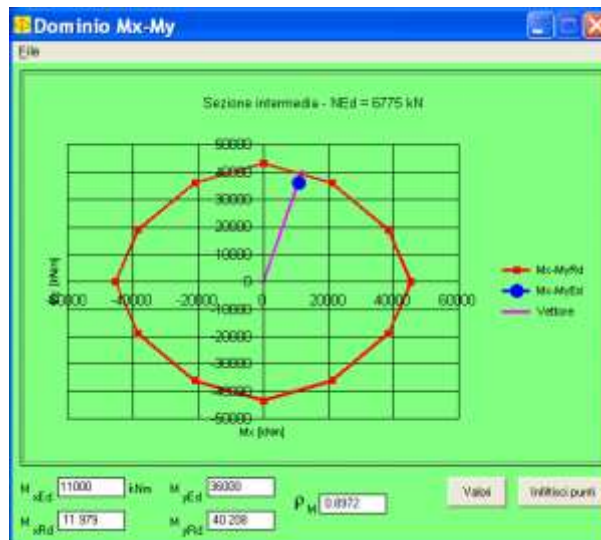 Dominio Mx-My
File
Sezione intermedia - NEd = 6775 kN
50000
40000
30000
20000
10000
0
-60000 -40000 -20000 0 20000 40000 60000
-10000
-20000
-30000
-40000
-50000
Mx [kNm]
Mx-MyRd
Mx-MyEd
Vettore
M xEd 11000 kNm M yEd 36000
ρ M 0.8972
M xRd 11 979 M yRd 40 208
Valori Infittisci punti